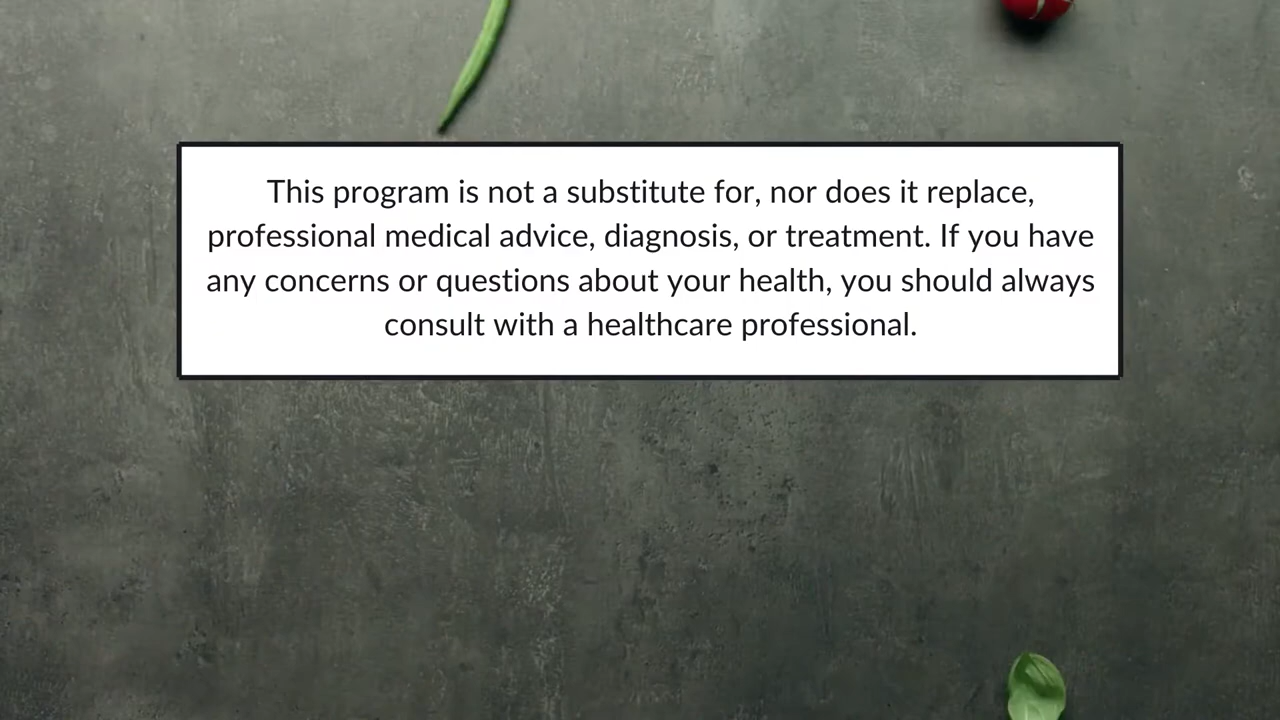 This program is not a substitute for, nor does it replace,
professional medical advice, diagnosis, or treatment. If you have
any concerns or questions about your health, you should always
consult with a healthcare professional.